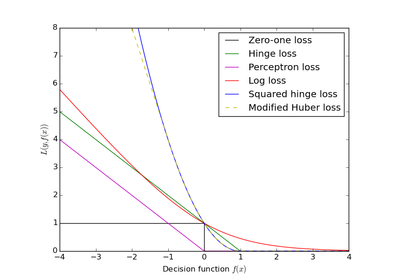 8
7
6
5
4
3
2
1
0
−4
−3
−2
−1
0
1
2
3
4
L(y, f(x))
Decision function f(x)
Zero-one loss
Hinge loss
Perceptron loss
Log loss
Squared hinge loss
Modified Huber loss